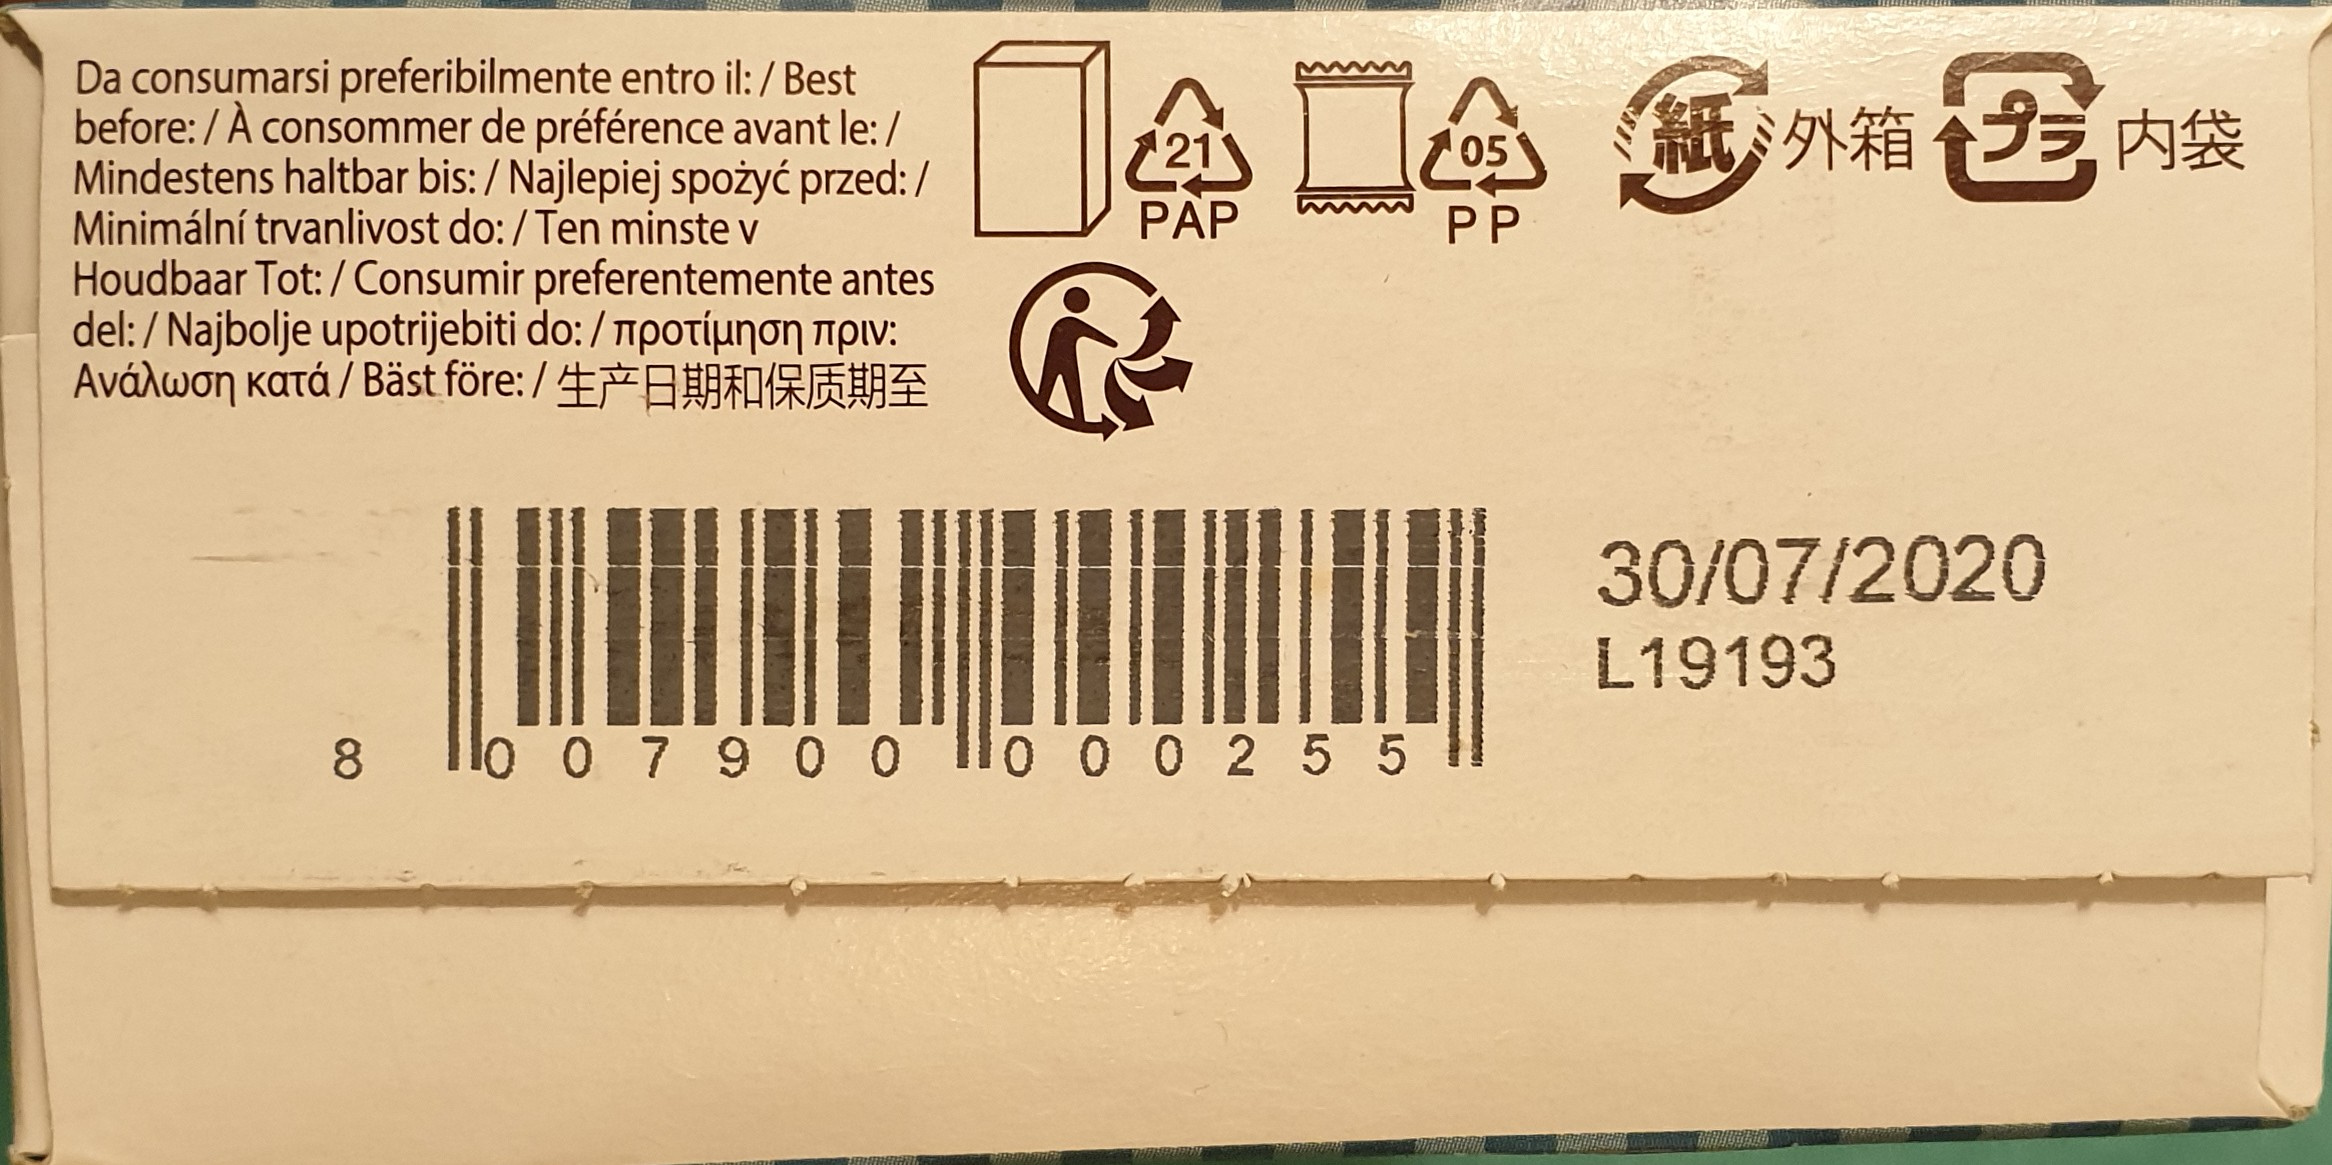 Da consumarsi preferibilmente entro il: / Best
before: / À consommer de préférence avant le: /
Mindestens haltbar bis: / Najlepiej spożyć przed: /
Minimální trvanlivost do: / Ten minste v
Houdbaar Tot: / Consumir preferentemente antes
del: / Najbolje upotrijebiti do: / προτίμηση πριν:
Ανάλωση κατά / Bäst före: / 生产日期和保质期至
21
PAP
05
PP
紙 外箱
プラ 内袋
8 007900 000255
30/07/2020
L19193